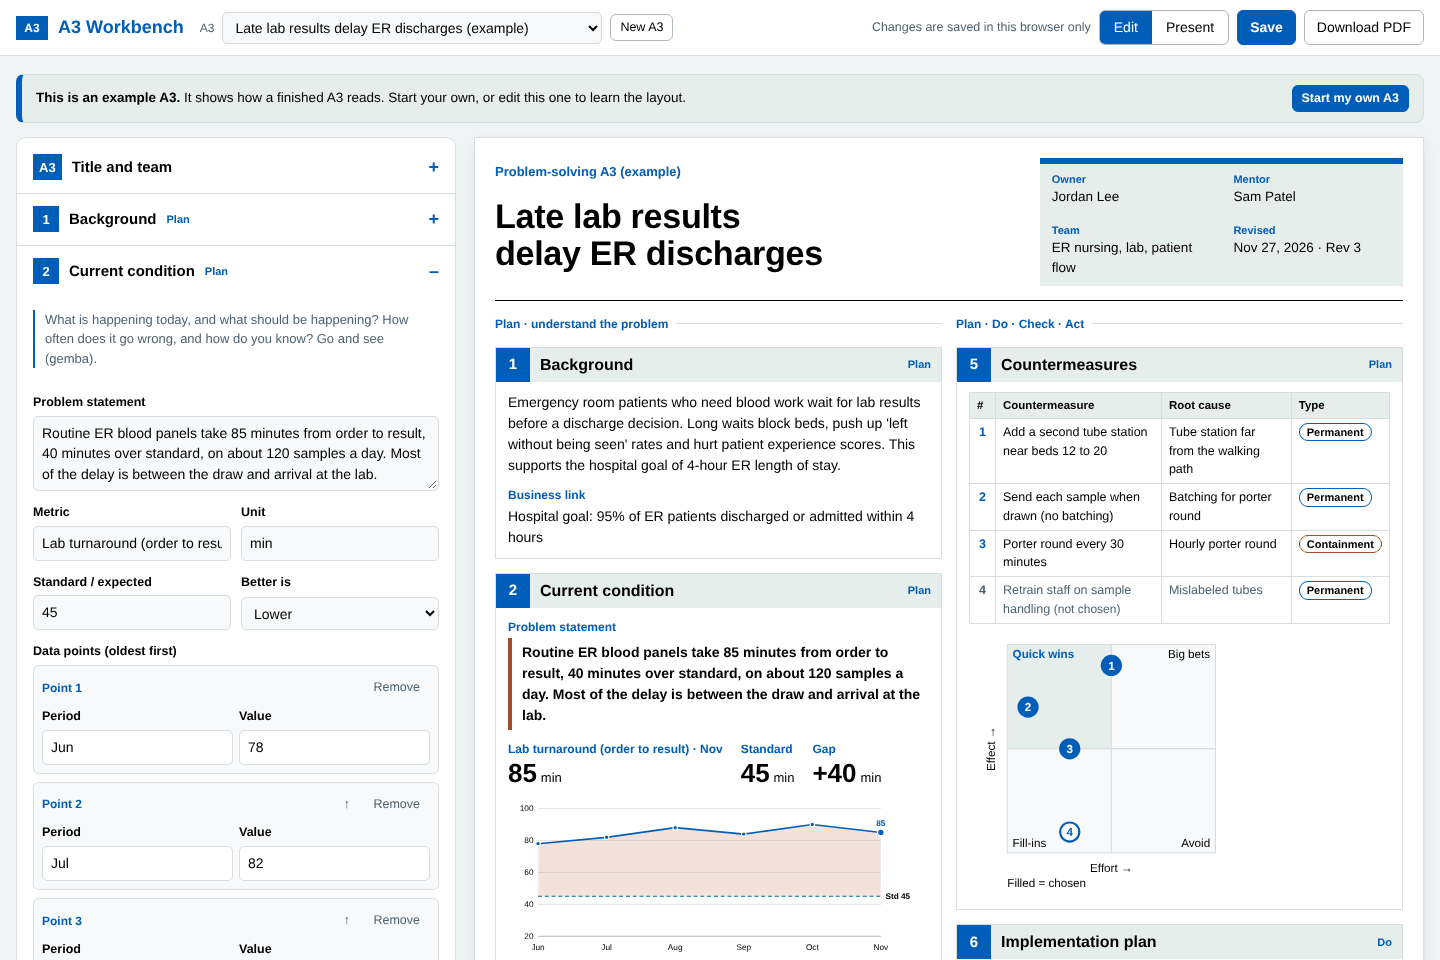 A3 A3 Workbench A3 Late lab results delay ER discharges (example) New A3 Changes are saved in this browser only Edit Present Save Download PDF
This is an example A3. It shows how a finished A3 reads. Start your own, or edit this one to learn the layout. Start my own A3
A3 Title and team +
1 Background Plan +
2 Current condition Plan –
What is happening today, and what should be happening? How
often does it go wrong, and how do you know? Go and see
(gemba).
Problem statement
Routine ER blood panels take 85 minutes from order to result,
40 minutes over standard, on about 120 samples a day. Most
of the delay is between the draw and arrival at the lab.
Metric Unit
Lab turnaround (order to resu min
Standard / expected Better is
45 Lower
Data points (oldest first)
Point 1 Remove
Period Value
Jun 78
Point 2 ↑ Remove
Period Value
Jul 82
Point 3 ↑ Remove
Period Value
Problem-solving A3 (example)
Late lab results
delay ER discharges
Owner Mentor
Jordan Lee Sam Patel
Team Revised
ER nursing, lab, patient Nov 27, 2026 · Rev 3
flow
Plan · understand the problem
1 Background Plan
Emergency room patients who need blood work wait for lab results
before a discharge decision. Long waits block beds, push up 'left
without being seen' rates and hurt patient experience scores. This
supports the hospital goal of 4-hour ER length of stay.
Business link
Hospital goal: 95% of ER patients discharged or admitted within 4
hours
2 Current condition Plan
Problem statement
Routine ER blood panels take 85 minutes from order to
result, 40 minutes over standard, on about 120 samples a
day. Most of the delay is between the draw and arrival at the
lab.
Lab turnaround (order to result) · Nov Standard Gap
85 min 45 min +40 min
100
85
80
60
Std 45
40
20
Jun Jul Aug Sep Oct Nov
Plan · Do · Check · Act
5 Countermeasures Plan
# Countermeasure Root cause Type
1 Add a second tube station Tube station far Permanent
near beds 12 to 20 from the walking
path
2 Send each sample when Batching for porter Permanent
drawn (no batching) round
3 Porter round every 30 Hourly porter round Containment
minutes
4 Retrain staff on sample Mislabeled tubes Permanent
handling (not chosen)
Quick wins 1 Big bets
2
3
Effect →
4
Fill-ins Avoid
Effort →
Filled = chosen
6 Implementation plan Do